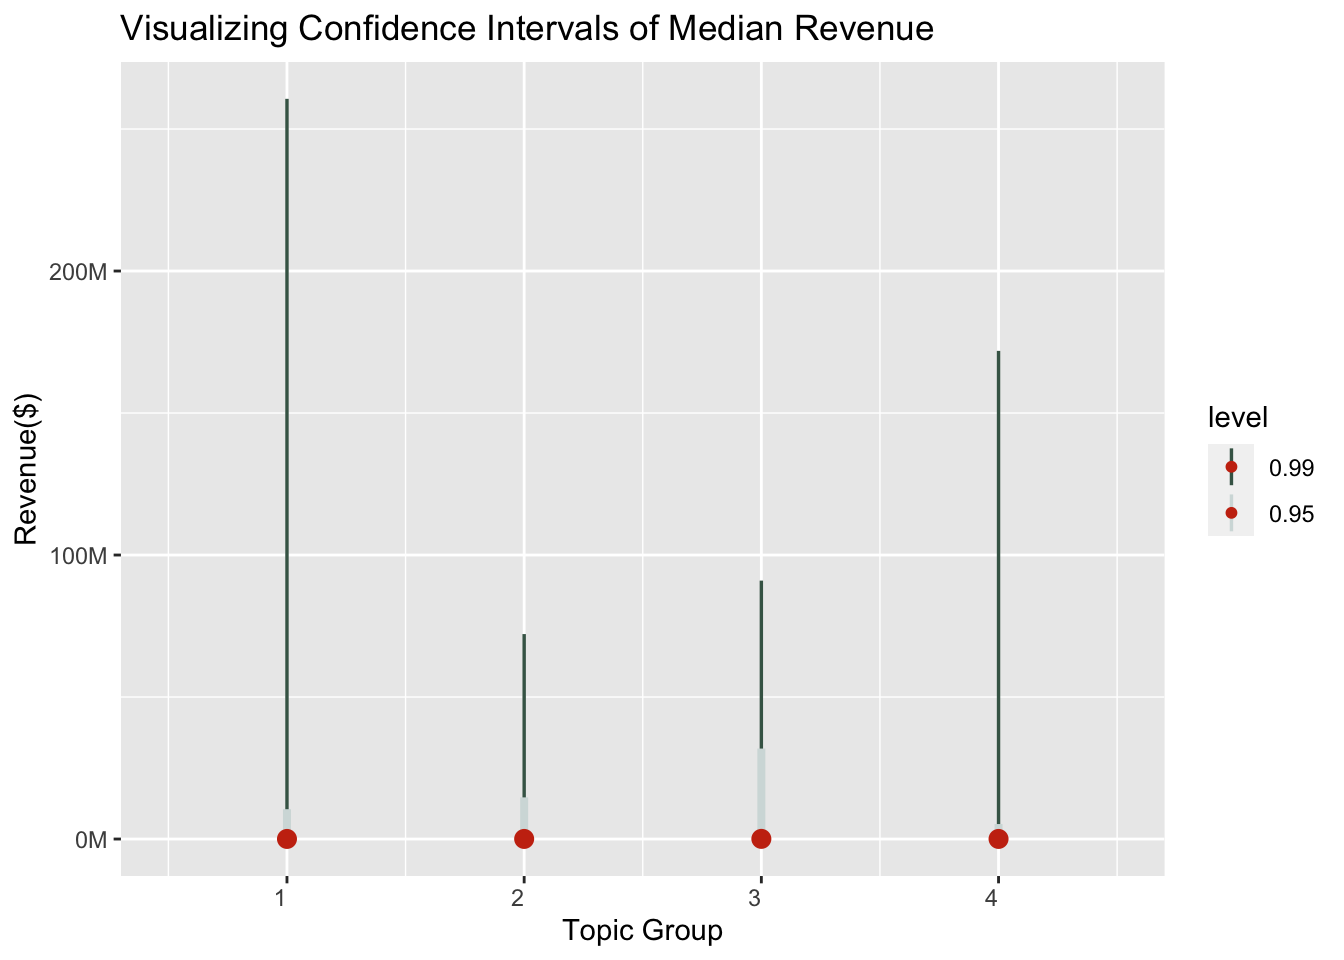 Visualizing Confidence Intervals of Median Revenue
Revenue($)
200M
100M
0M
1
2
3
4
Topic Group
level
0.99
0.95